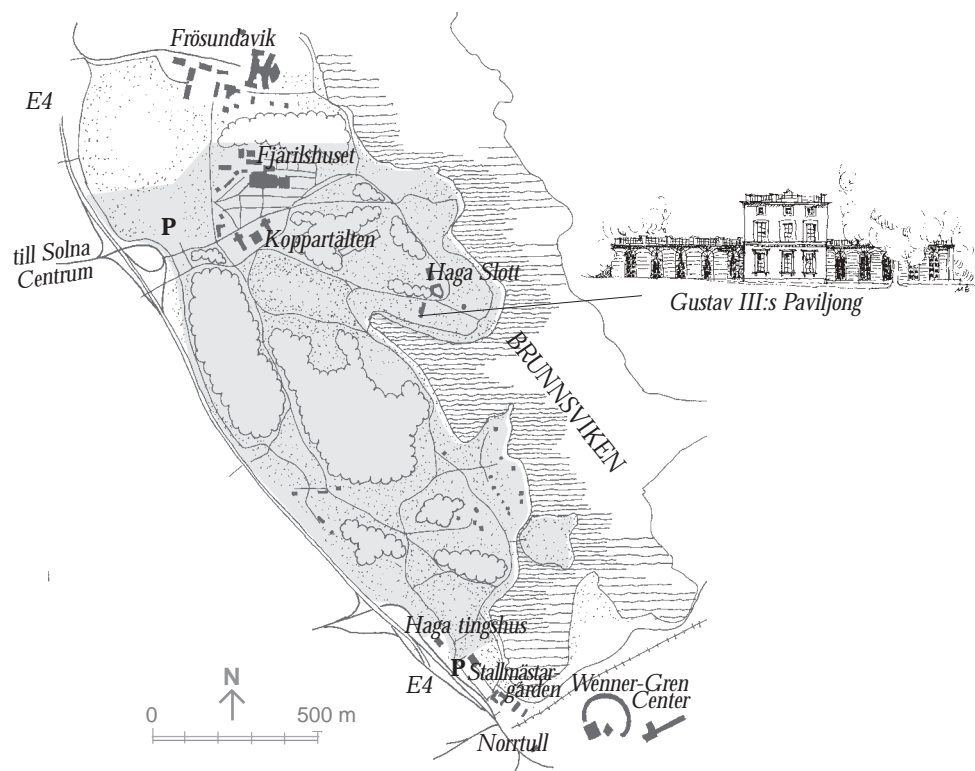 Frösundavik
E4
Fjärilshuset
P
Koppartälten
till Solna
Centrum
Haga Slott
Gustav III:s Paviljong
BRUNNSVIKEN
Haga tingshus
P
Stallmästar-
gården
E4
Wenner-Gren
Center
N
0 500 m
Norrtull